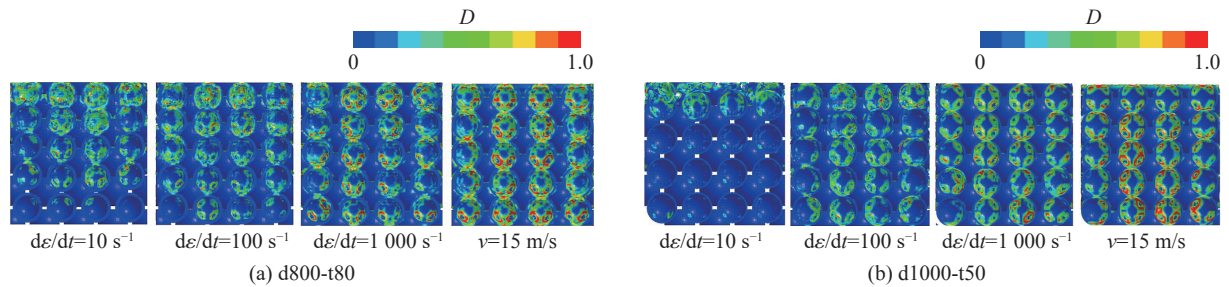 D
0 1.0
D
0 1.0
dε/dt=10 s⁻¹ dε/dt=100 s⁻¹ dε/dt=1 000 s⁻¹ v=15 m/s
(a) d800-t80
dε/dt=10 s⁻¹ dε/dt=100 s⁻¹ dε/dt=1 000 s⁻¹ v=15 m/s
(b) d1000-t50